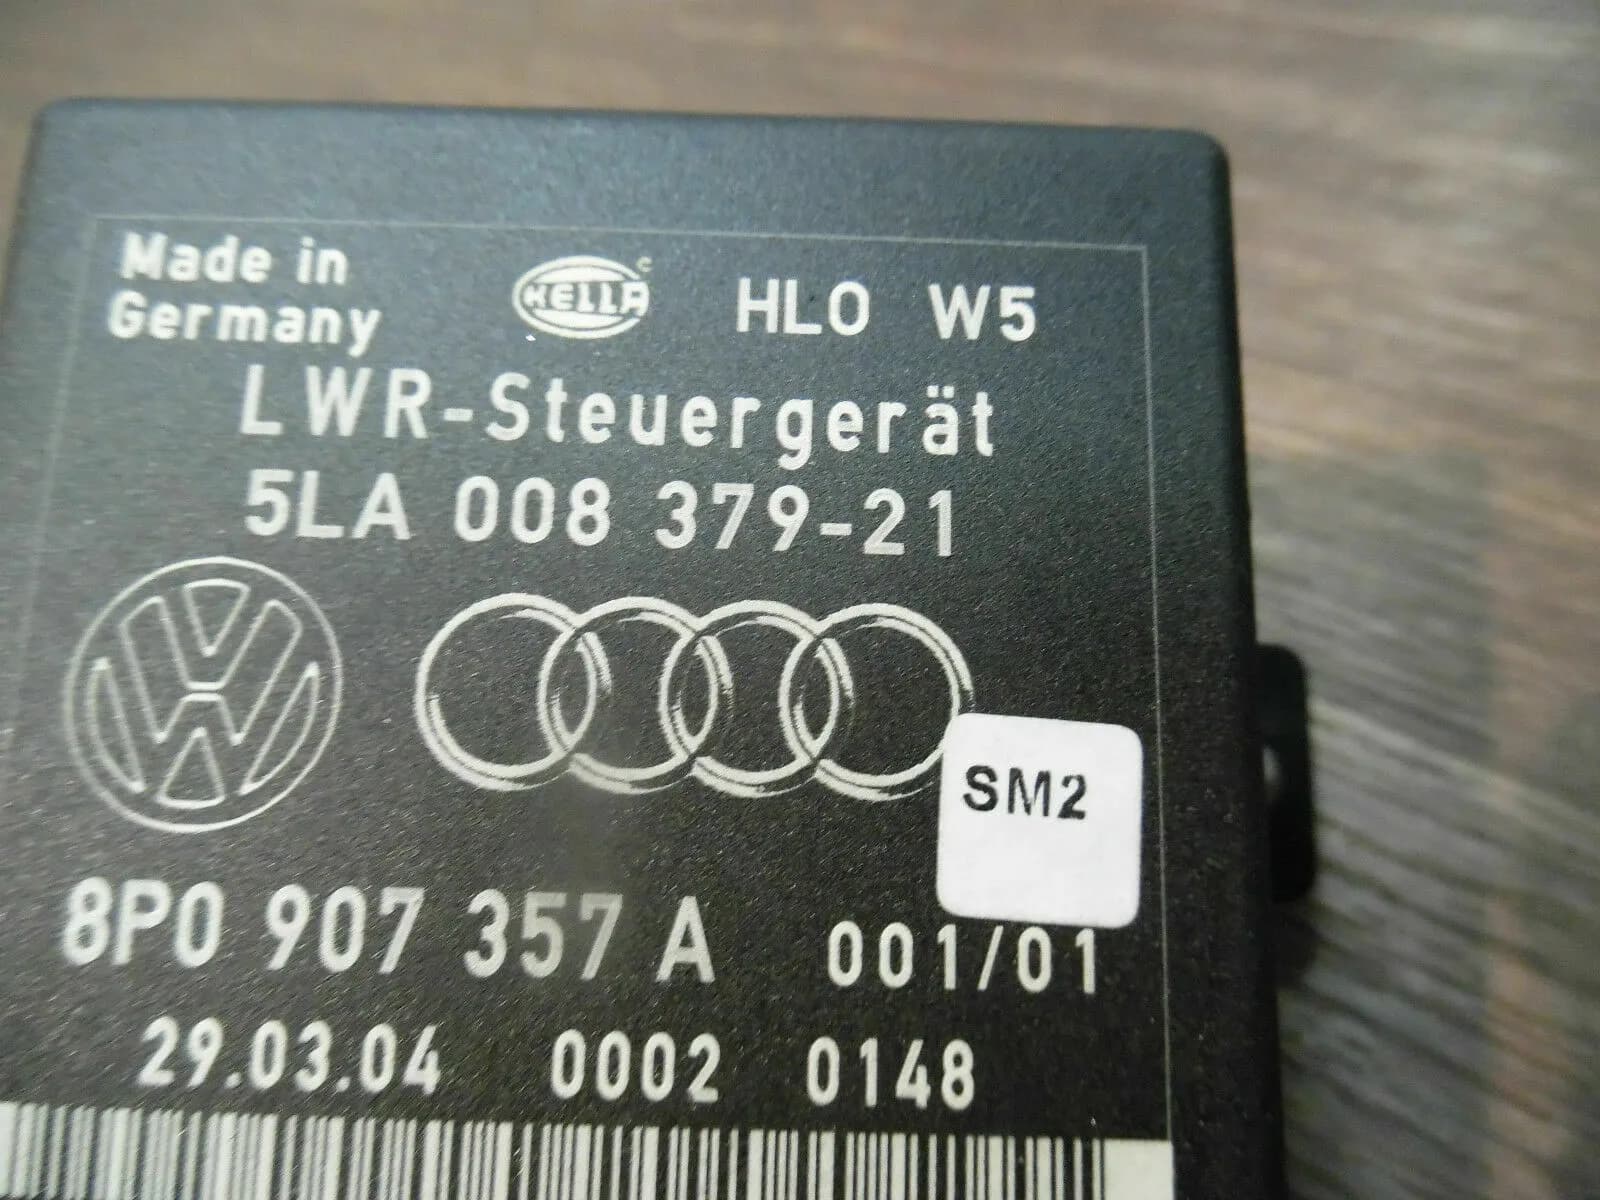 Made in
Germany
HELLA
HLO W5
LWR-Steuergerät
5LA 008 379-21
SM2
8P0 907 357 A 001/01
29.03.04 0002 0148